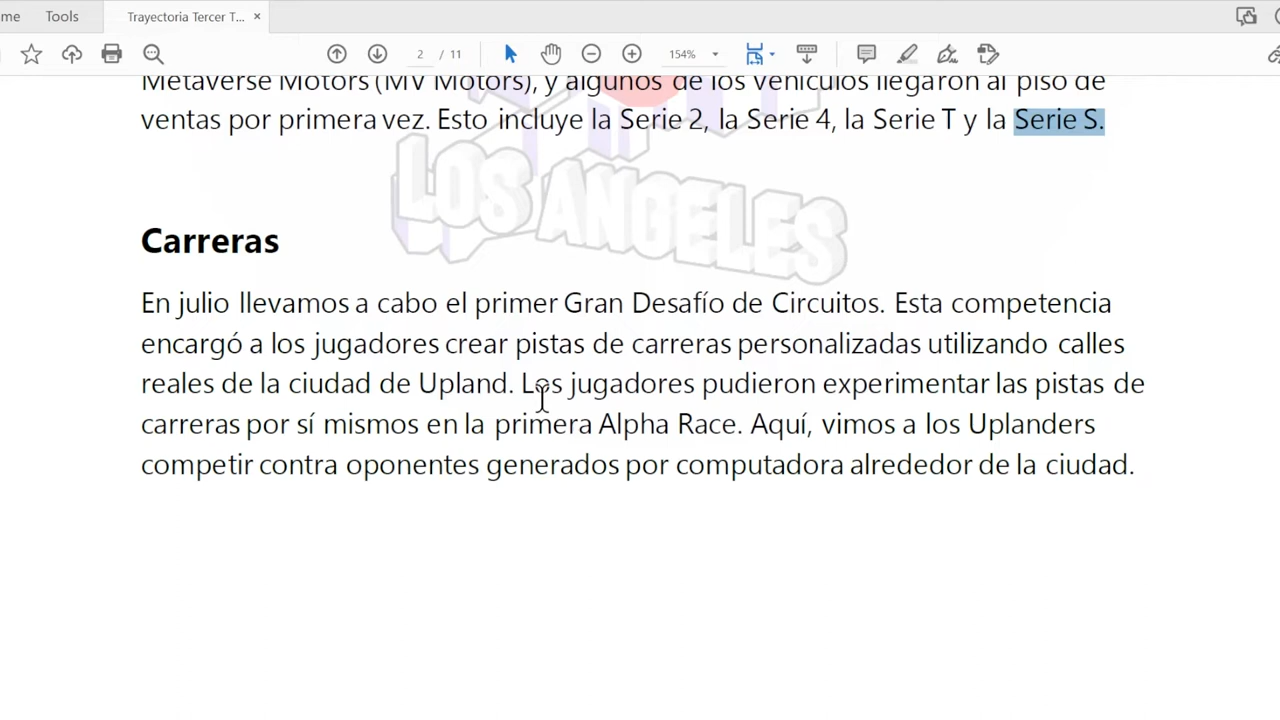 me Tools Trayectoria Tercer T... ×
2 / 11 154%
Metaverse Motors (MV Motors), y algunos de los vehículos llegaron al piso de
ventas por primera vez. Esto incluye la Serie 2, la Serie 4, la Serie T y la Serie S.
LOS ANGELES
Carreras
En julio llevamos a cabo el primer Gran Desafío de Circuitos. Esta competencia
encargó a los jugadores crear pistas de carreras personalizadas utilizando calles
reales de la ciudad de Upland. Los jugadores pudieron experimentar las pistas de
carreras por sí mismos en la primera Alpha Race. Aquí, vimos a los Uplanders
competir contra oponentes generados por computadora alrededor de la ciudad.